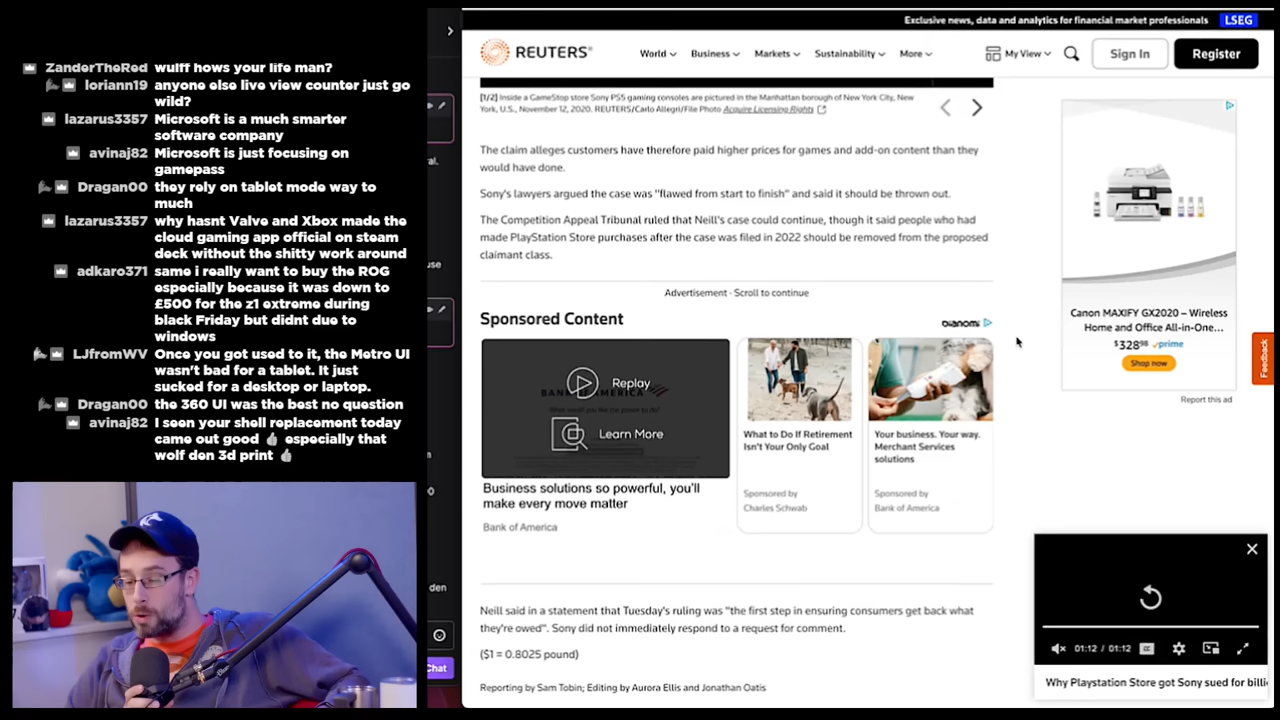 ZanterTheRed wulff hows your life man?
loriam19 anyone else live view counter just go
wild?
lazarus3357 Microsoft is a much smarter
software company
avinaj82 Microsoft is just focusing on
gamepass
Dragan00 they rely on tablet mode way to
much
lazarus3357 why hasnt Valve and Xbox made the
cloud gaming app official on steam
deck without the shitty work around
adkaro371 same i really want to buy the ROG
especially because it was down to
£500 for the z1 extreme during
black Friday but didnt due to
windows
LJfromWV Once you got used to it, the Metro UI
wasn't bad for a tablet. It just
sucked for a desktop or laptop.
Dragan00 the 360 UI was the best no question
avinaj82 I seen your shell replacement today
came out good 👍 especially that
wolf den 3d print 👍
al.
use
den
Chat
Exclusive news, data and analytics for financial market professionals LSEG
REUTERS®
World Business Markets Sustainability More
My View Sign In Register
[1/2] Inside a GameStop store Sony PS5 gaming consoles are pictured in the Manhattan borough of New York City, New
York, U.S., November 12, 2020. REUTERS/Carlo Allegri/File Photo Acquire Licensing Rights
The claim alleges customers have therefore paid higher prices for games and add-on content than they
would have done.
Sony's lawyers argued the case was "flawed from start to finish" and said it should be thrown out.
The Competition Appeal Tribunal ruled that Neill's case could continue, though it said people who had
made PlayStation Store purchases after the case was filed in 2022 should be removed from the proposed
claimant class.
Advertisement · Scroll to continue
Sponsored Content
DIANOMI
Replay
BANK OF AMERICA
Learn More
Business solutions so powerful, you'll
make every move matter
Bank of America
What to Do If Retirement
Isn't Your Only Goal
Sponsored by
Charles Schwab
Your business. Your way.
Merchant Services
solutions
Sponsored by
Bank of America
Neill said in a statement that Tuesday's ruling was "the first step in ensuring consumers get back what
they're owed". Sony did not immediately respond to a request for comment.
($1 = 0.8025 pound)
Reporting by Sam Tobin; Editing by Aurora Ellis and Jonathan Oatis
Canon MAXIFY GX2020 – Wireless
Home and Office All-in-One...
$328⁹⁸ prime
Shop now
Report this ad
Feedback
01:12 / 01:12 CC
Why Playstation Store got Sony sued for billi